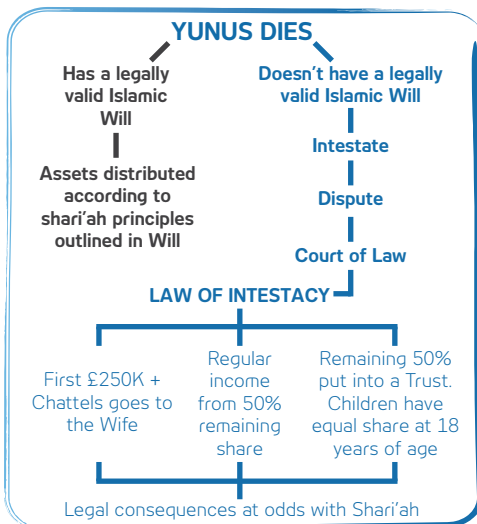 YUNUS DIES
Has a legally
valid Islamic
Will
Assets distributed
according to
shari'ah principles
outlined in Will
Doesn't have a legally
valid Islamic Will
Intestate
Dispute
Court of Law
LAW OF INTESTACY
First £250K +
Chattels goes to
the Wife
Regular
income
from 50%
remaining
share
Remaining 50%
put into a Trust.
Children have
equal share at 18
years of age
Legal consequences at odds with Shari'ah